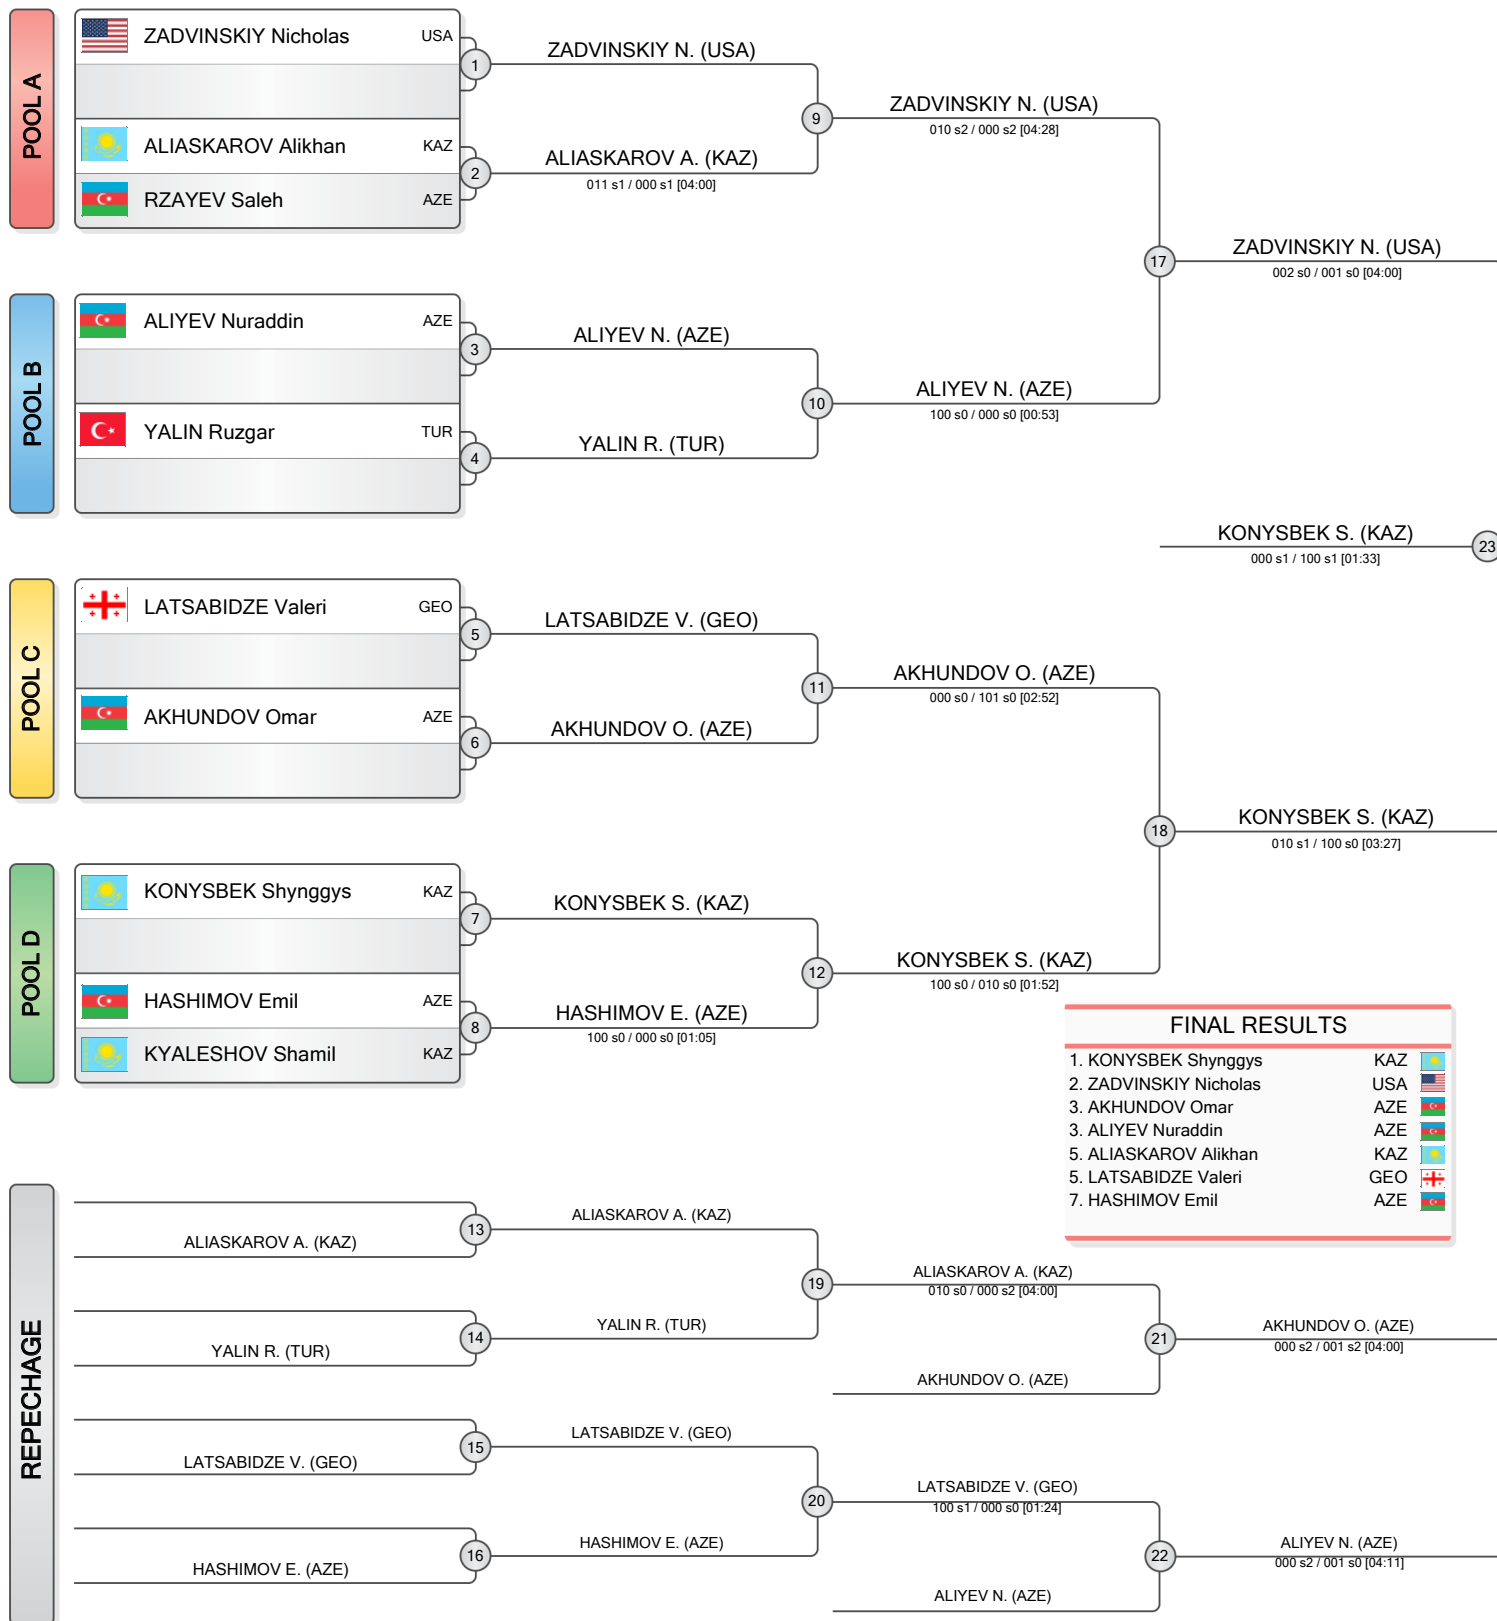 POOL A
ZADVINSKIY Nicholas USA
ALIASKAROV Alikhan KAZ
RZAYEV Saleh AZE
1
ZADVINSKIY N. (USA)
2
ALIASKAROV A. (KAZ)
011 s1 / 000 s1 [04:00]
9
ZADVINSKIY N. (USA)
010 s2 / 000 s2 [04:28]
17
ZADVINSKIY N. (USA)
002 s0 / 001 s0 [04:00]
POOL B
ALIYEV Nuraddin AZE
YALIN Ruzgar TUR
3
ALIYEV N. (AZE)
4
YALIN R. (TUR)
10
ALIYEV N. (AZE)
100 s0 / 000 s0 [00:53]
KONYSBEK S. (KAZ)
000 s1 / 100 s1 [01:33]
23
POOL C
LATSABIDZE Valeri GEO
AKHUNDOV Omar AZE
5
LATSABIDZE V. (GEO)
6
AKHUNDOV O. (AZE)
11
AKHUNDOV O. (AZE)
000 s0 / 101 s0 [02:52]
18
KONYSBEK S. (KAZ)
010 s1 / 100 s0 [03:27]
POOL D
KONYSBEK Shynggys KAZ
HASHIMOV Emil AZE
KYALESHOV Shamil KAZ
7
KONYSBEK S. (KAZ)
8
HASHIMOV E. (AZE)
100 s0 / 000 s0 [01:05]
12
KONYSBEK S. (KAZ)
100 s0 / 010 s0 [01:52]
FINAL RESULTS
1. KONYSBEK Shynggys KAZ
2. ZADVINSKIY Nicholas USA
3. AKHUNDOV Omar AZE
3. ALIYEV Nuraddin AZE
5. ALIASKAROV Alikhan KAZ
5. LATSABIDZE Valeri GEO
7. HASHIMOV Emil AZE
REPECHAGE
ALIASKAROV A. (KAZ)
13
ALIASKAROV A. (KAZ)
YALIN R. (TUR)
14
YALIN R. (TUR)
19
ALIASKAROV A. (KAZ)
010 s0 / 000 s2 [04:00]
AKHUNDOV O. (AZE)
21
AKHUNDOV O. (AZE)
000 s2 / 001 s2 [04:00]
LATSABIDZE V. (GEO)
15
LATSABIDZE V. (GEO)
HASHIMOV E. (AZE)
16
HASHIMOV E. (AZE)
20
LATSABIDZE V. (GEO)
100 s1 / 000 s0 [01:24]
ALIYEV N. (AZE)
22
ALIYEV N. (AZE)
000 s2 / 001 s0 [04:11]